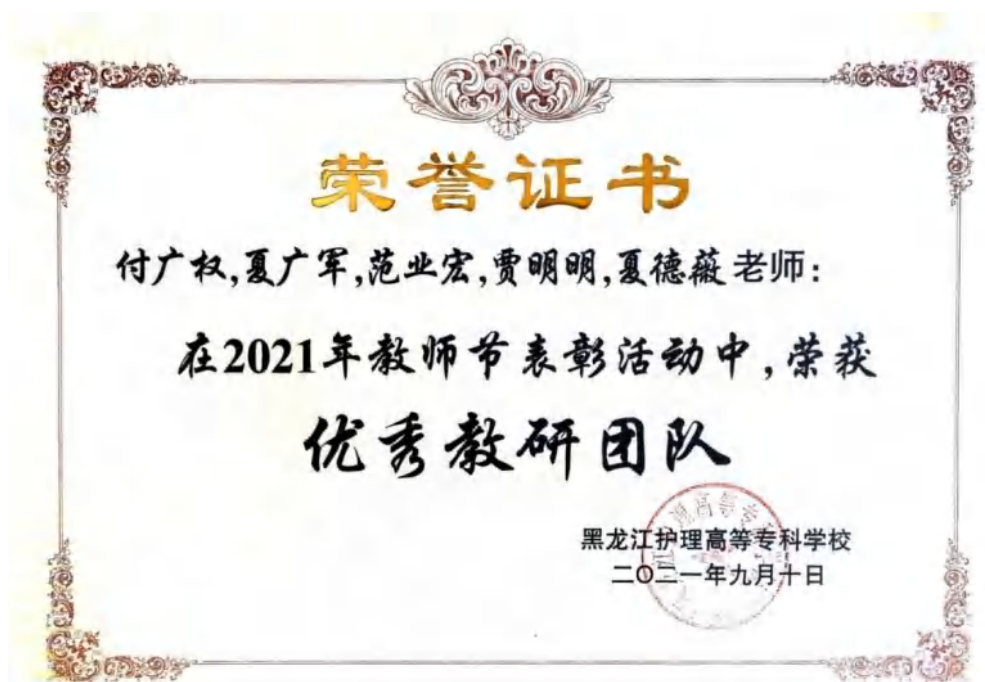 荣誉证书
付广权,夏广军,范业宏,贾明明,夏德薇老师:
在2021年教师节表彰活动中,荣获
优秀教研团队
黑龙江护理高等专科学校
二〇二一年九月十日